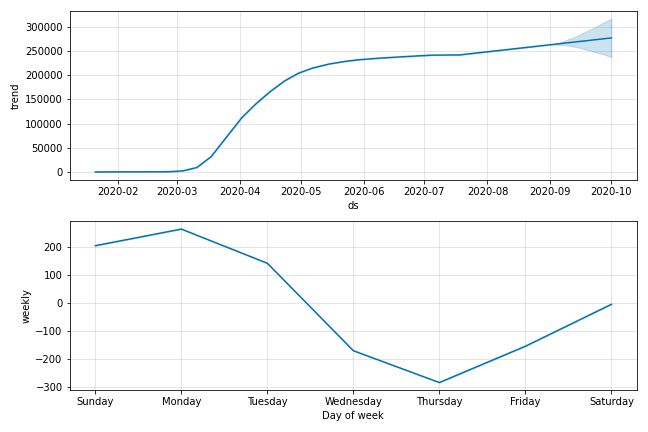 300000
250000
200000
150000
100000
50000
0
trend
2020-02 2020-03 2020-04 2020-05 2020-06 2020-07 2020-08 2020-09 2020-10
ds
200
100
0
−100
−200
−300
weekly
Sunday Monday Tuesday Wednesday Thursday Friday Saturday
Day of week